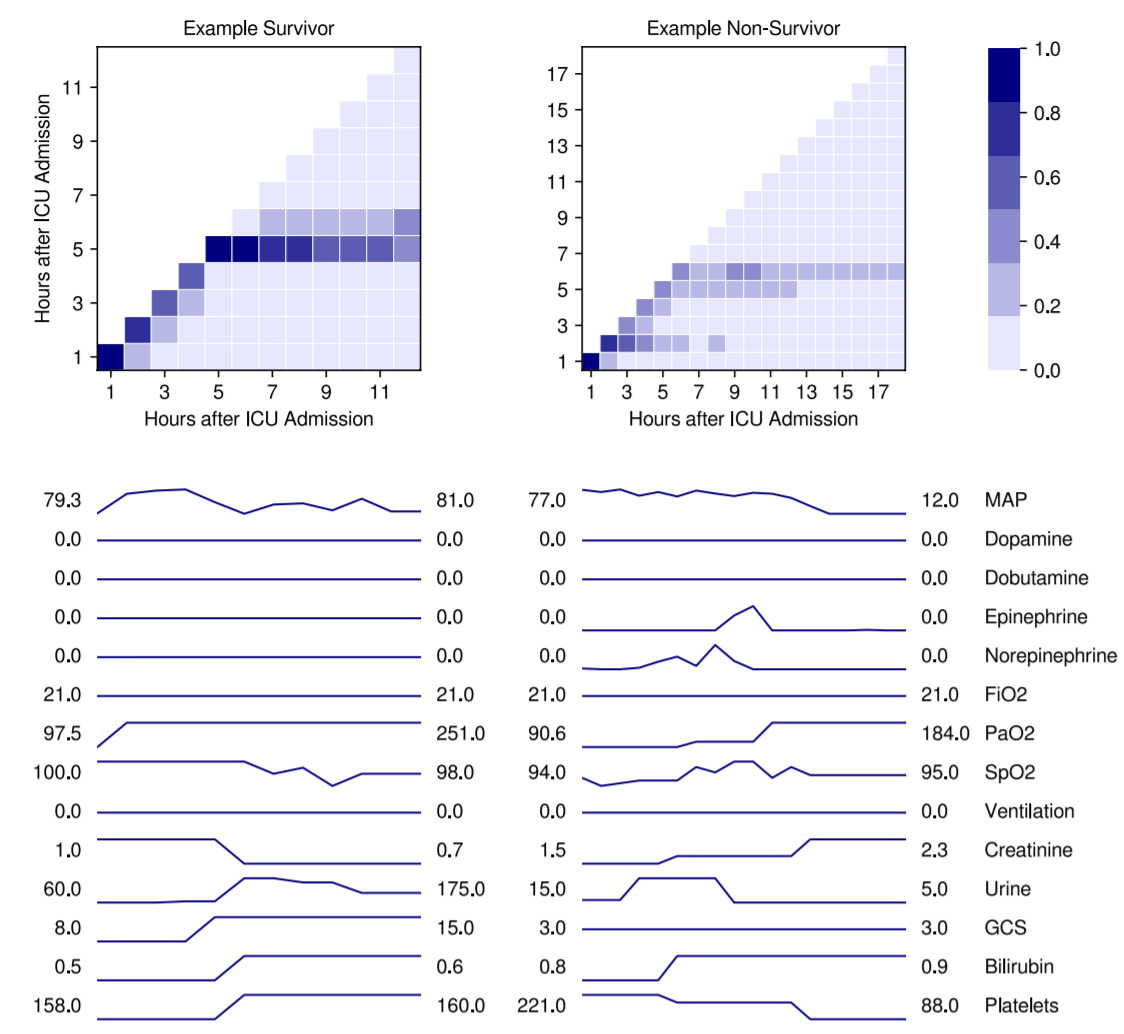 Example Survivor
Hours after ICU Admission
11
9
7
5
3
1
1 3 5 7 9 11
Hours after ICU Admission
Example Non-Survivor
17
15
13
11
9
7
5
3
1
1 3 5 7 9 11 13 15 17
Hours after ICU Admission
1.0
0.8
0.6
0.4
0.2
0.0
79.3 81.0 77.0 12.0 MAP
0.0 0.0 0.0 0.0 Dopamine
0.0 0.0 0.0 0.0 Dobutamine
0.0 0.0 0.0 0.0 Epinephrine
0.0 0.0 0.0 0.0 Norepinephrine
21.0 21.0 21.0 21.0 FiO2
97.5 251.0 90.6 184.0 PaO2
100.0 98.0 94.0 95.0 SpO2
0.0 0.0 0.0 0.0 Ventilation
1.0 0.7 1.5 2.3 Creatinine
60.0 175.0 15.0 5.0 Urine
8.0 15.0 3.0 3.0 GCS
0.5 0.6 0.8 0.9 Bilirubin
158.0 160.0 221.0 88.0 Platelets